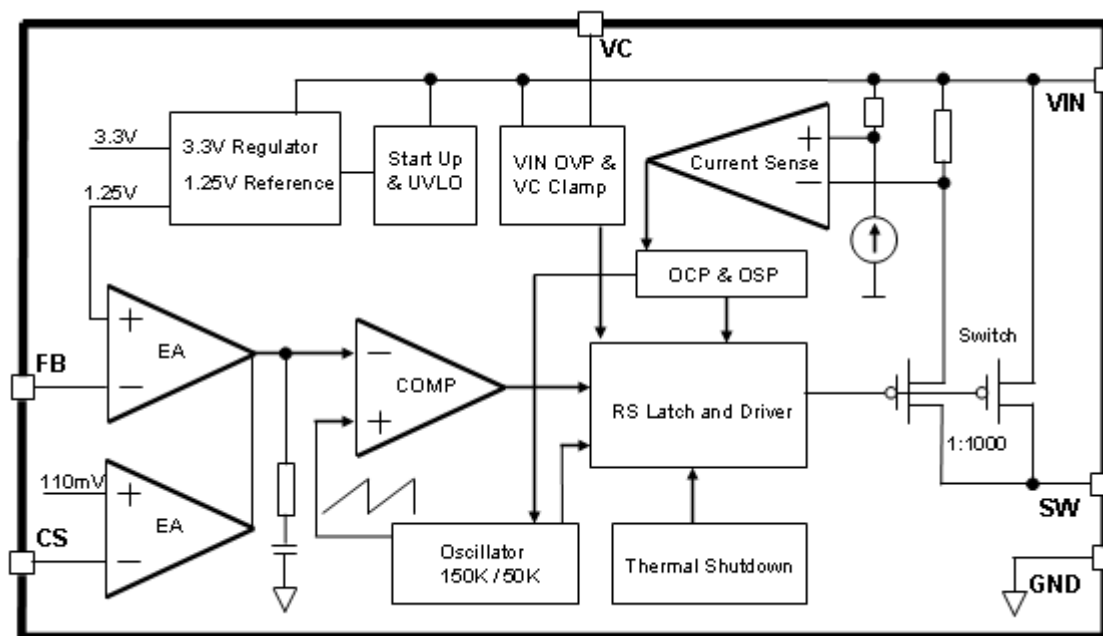 VC
VIN
3.3V
3.3V Regulator
1.25V Reference
1.25V
Start Up
& UVLO
VIN OVP &
VC Clamp
+
Current Sense
−
OCP & OSP
FB
+
EA
−
−
COMP
+
RS Latch and Driver
Switch
1:1000
110mV
+
EA
−
CS
Oscillator
150K / 50K
Thermal Shutdown
SW
GND